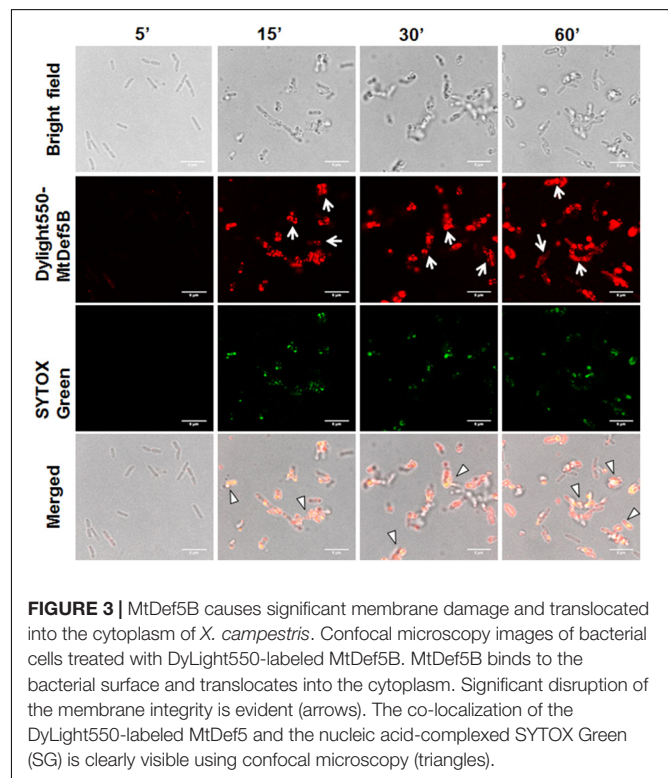 5’ 15’ 30’ 60’
Bright field
Dylight550-
MtDef5B
SYTOX
Green
Merged
FIGURE 3 | MtDef5B causes significant membrane damage and translocated
into the cytoplasm of X. campestris. Confocal microscopy images of bacterial
cells treated with DyLight550-labeled MtDef5B. MtDef5B binds to the
bacterial surface and translocates into the cytoplasm. Significant disruption of
the membrane integrity is evident (arrows). The co-localization of the
DyLight550-labeled MtDef5 and the nucleic acid-complexed SYTOX Green
(SG) is clearly visible using confocal microscopy (triangles).